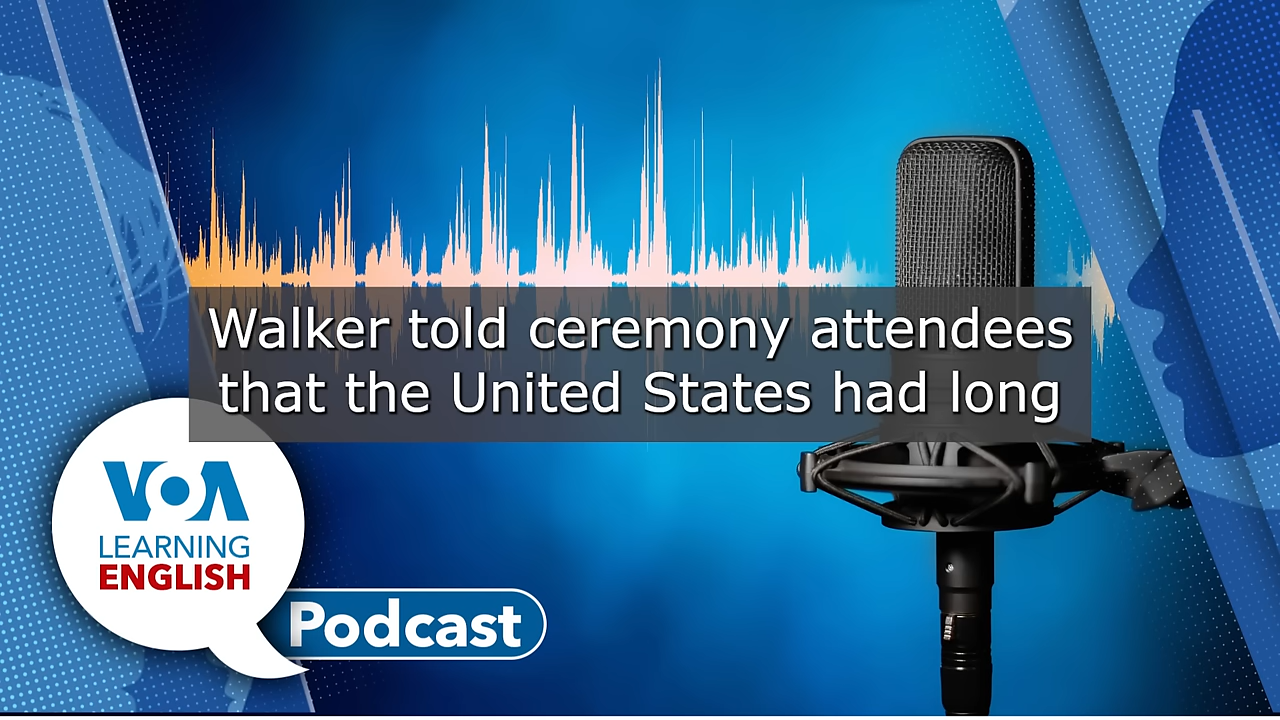 Walker told ceremony attendees
that the United States had long
VOA
LEARNING
ENGLISH
Podcast